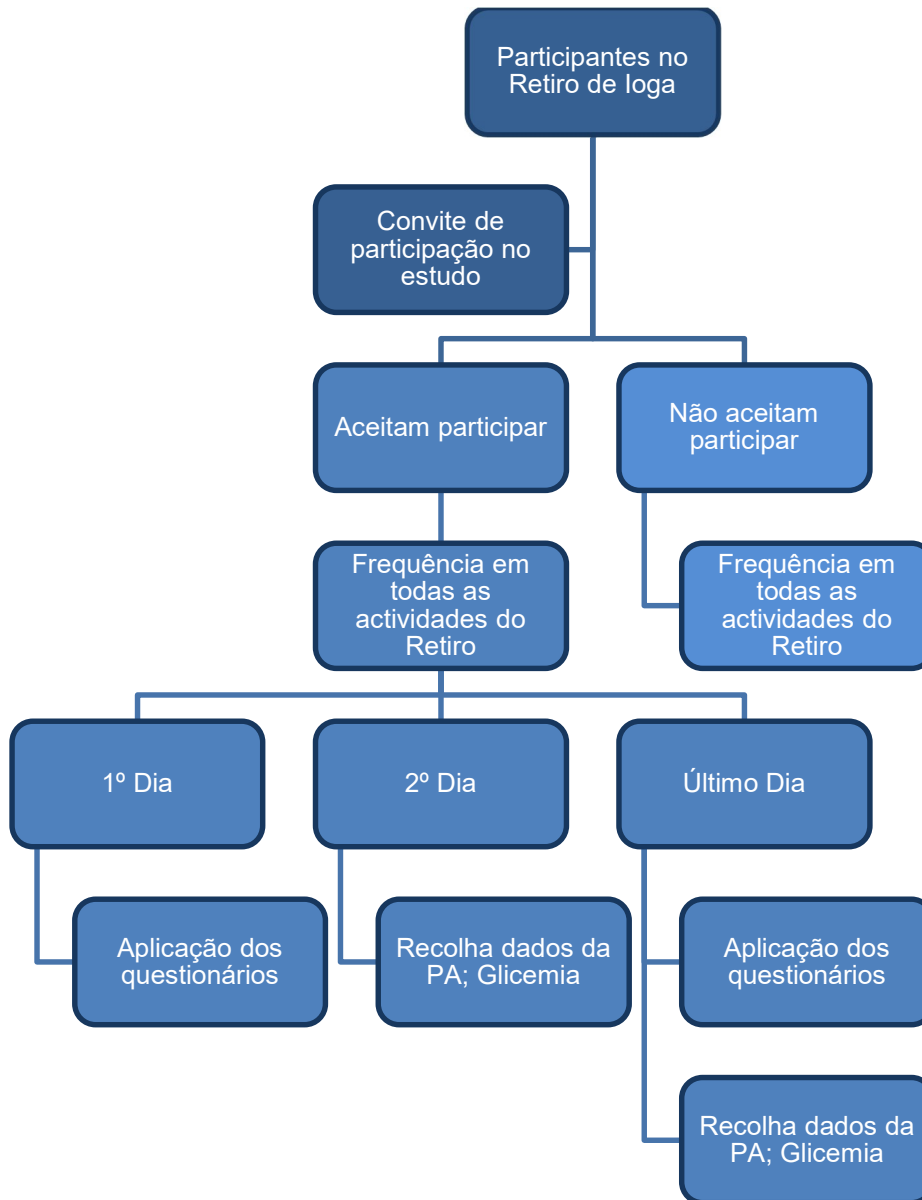 Participantes no
Retiro de Ioga
Convite de
participação no
estudo
Aceitam participar
Não aceitam
participar
Frequência em
todas as
actividades do
Retiro
Frequência em
todas as
actividades do
Retiro
1º Dia
2º Dia
Último Dia
Aplicação dos
questionários
Recolha dados da
PA; Glicemia
Aplicação dos
questionários
Recolha dados da
PA; Glicemia